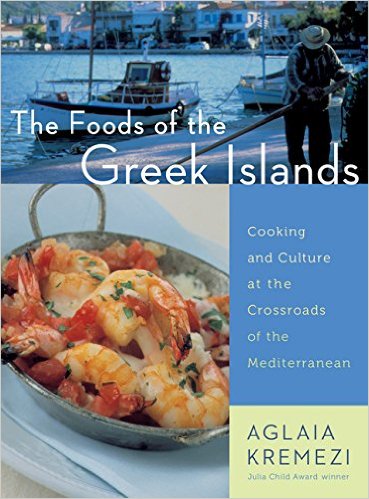 The Foods of the
Greek Islands
Cooking
and Culture
at the
Crossroads
of the
Mediterranean
AGLAIA
KREMEZI
Julia Child Award winner